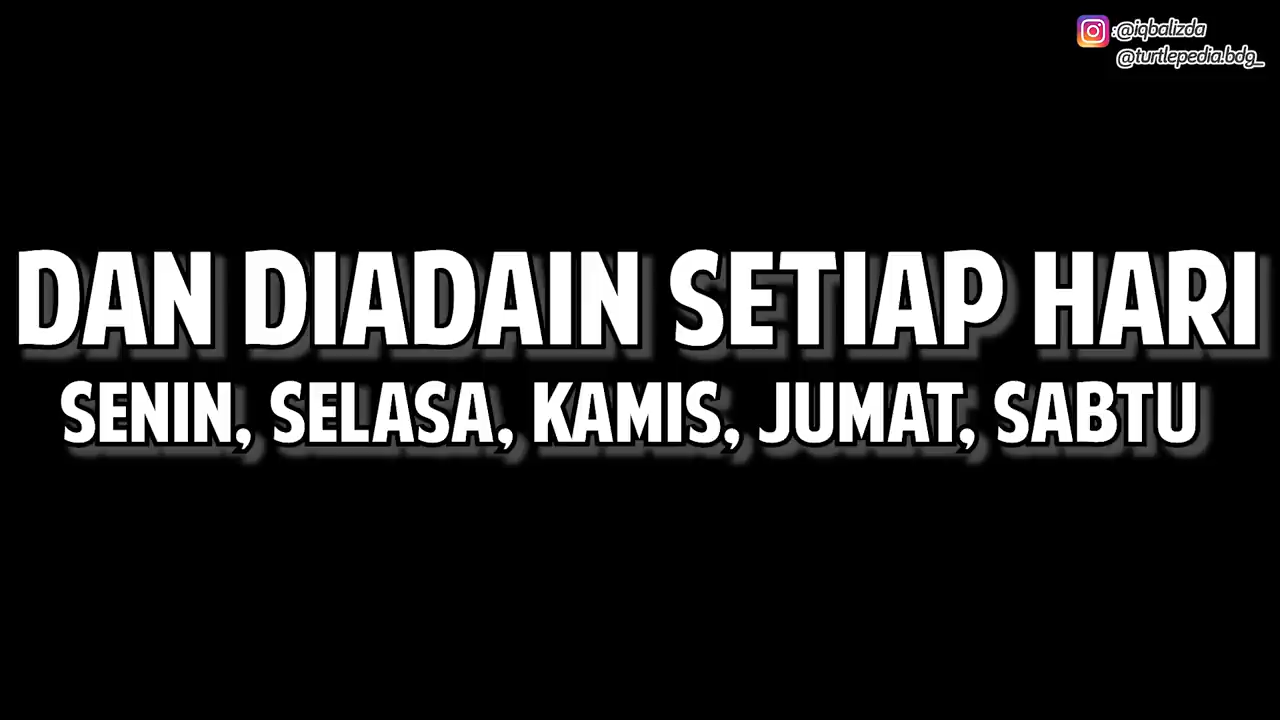 :@iqbalizda
@turtlepedia.bdg_
DAN DIADAIN SETIAP HARI
SENIN, SELASA, KAMIS, JUMAT, SABTU